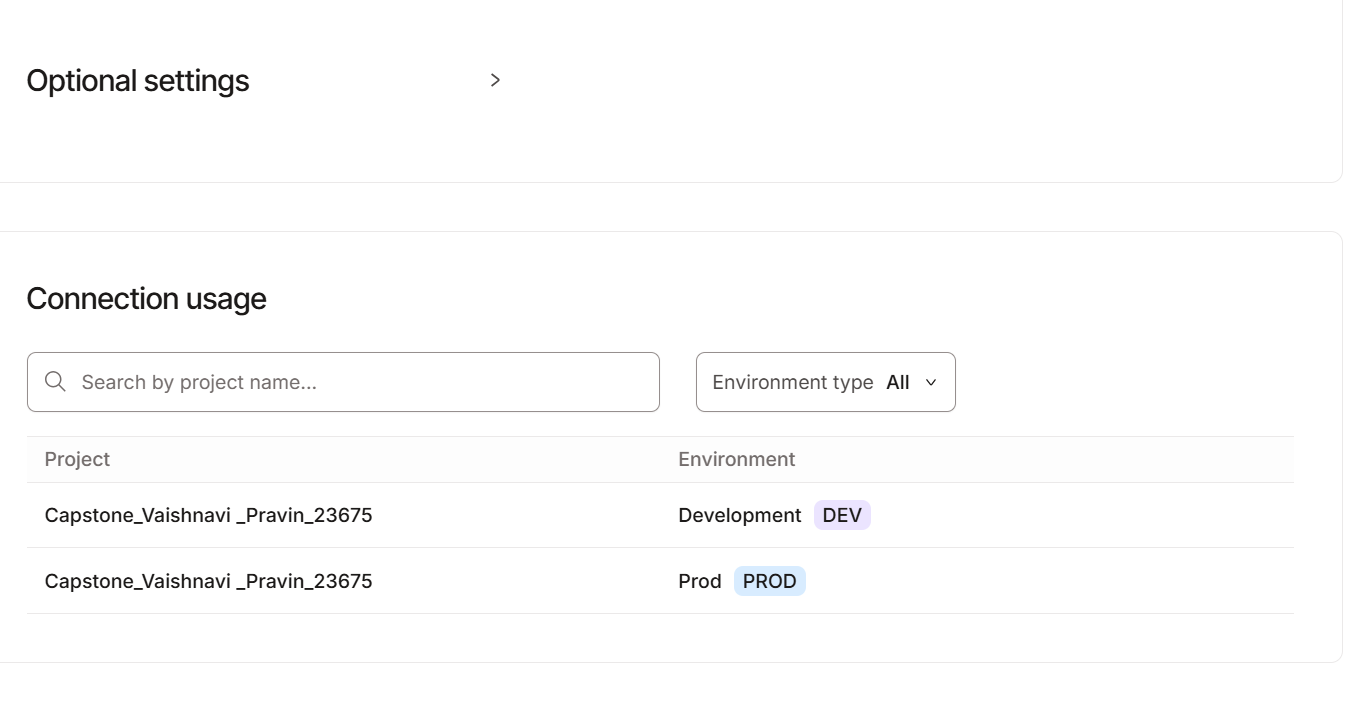 Optional settings
Connection usage
Search by project name...
Environment type All
Project Environment
Capstone_Vaishnavi _Pravin_23675 Development DEV
Capstone_Vaishnavi _Pravin_23675 Prod PROD